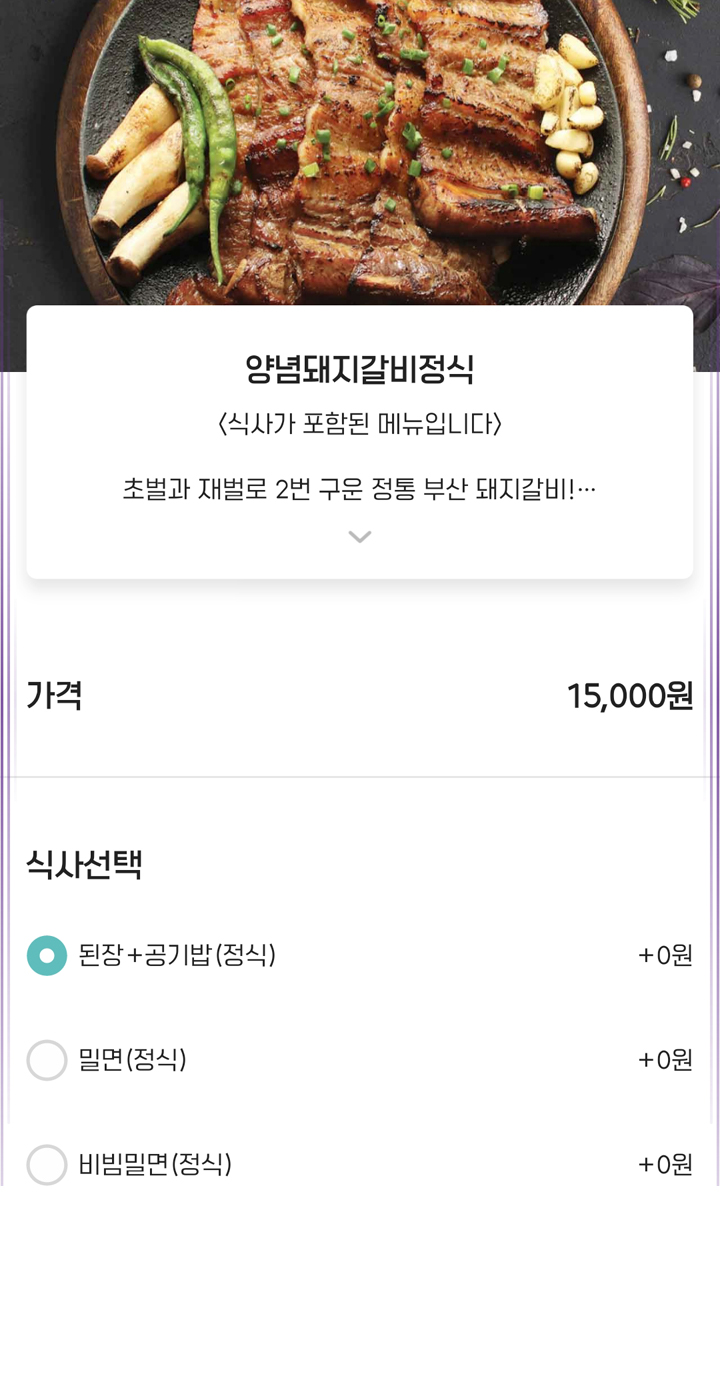 양념돼지갈비정식
〈식사가 포함된 메뉴입니다〉
초벌과 재벌로 2번 구운 정통 부산 돼지갈비!…
가격 15,000원
식사선택
된장+공기밥(정식) +0원
밀면(정식) +0원
비빔밀면(정식) +0원